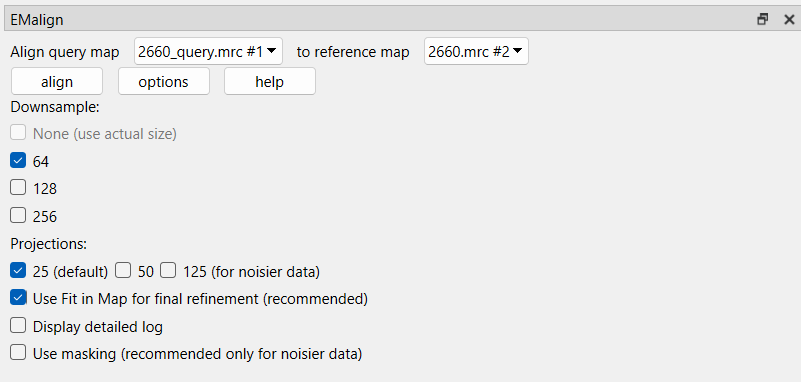 EMalign
Align query map 2660_query.mrc #1 to reference map 2660.mrc #2
align options help
Downsample:
None (use actual size)
64
128
256
Projections:
25 (default) 50 125 (for noisier data)
Use Fit in Map for final refinement (recommended)
Display detailed log
Use masking (recommended only for noisier data)